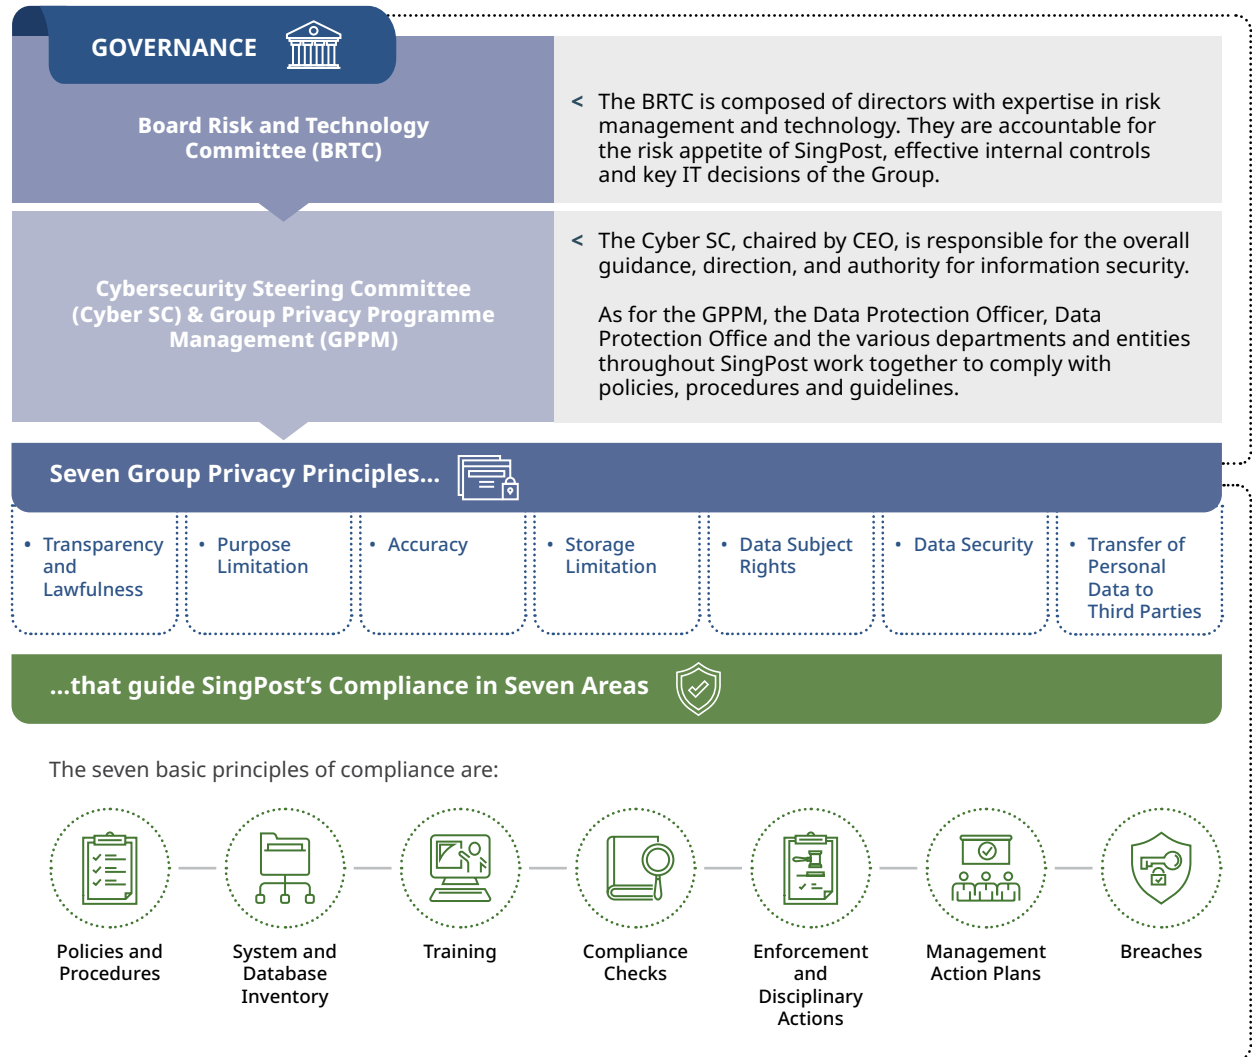 GOVERNANCE
Board Risk and Technology
Committee (BRTC)
< The BRTC is composed of directors with expertise in risk
management and technology. They are accountable for
the risk appetite of SingPost, effective internal controls
and key IT decisions of the Group.
Cybersecurity Steering Committee
(Cyber SC) & Group Privacy Programme
Management (GPPM)
< The Cyber SC, chaired by CEO, is responsible for the overall
guidance, direction, and authority for information security.
As for the GPPM, the Data Protection Officer, Data
Protection Office and the various departments and entities
throughout SingPost work together to comply with
policies, procedures and guidelines.
Seven Group Privacy Principles...
• Transparency
and
Lawfulness
• Purpose
Limitation
• Accuracy
• Storage
Limitation
• Data Subject
Rights
• Data Security
• Transfer of
Personal
Data to
Third Parties
...that guide SingPost’s Compliance in Seven Areas
The seven basic principles of compliance are:
Policies and
Procedures
System and
Database
Inventory
Training
Compliance
Checks
Enforcement
and
Disciplinary
Actions
Management
Action Plans
Breaches